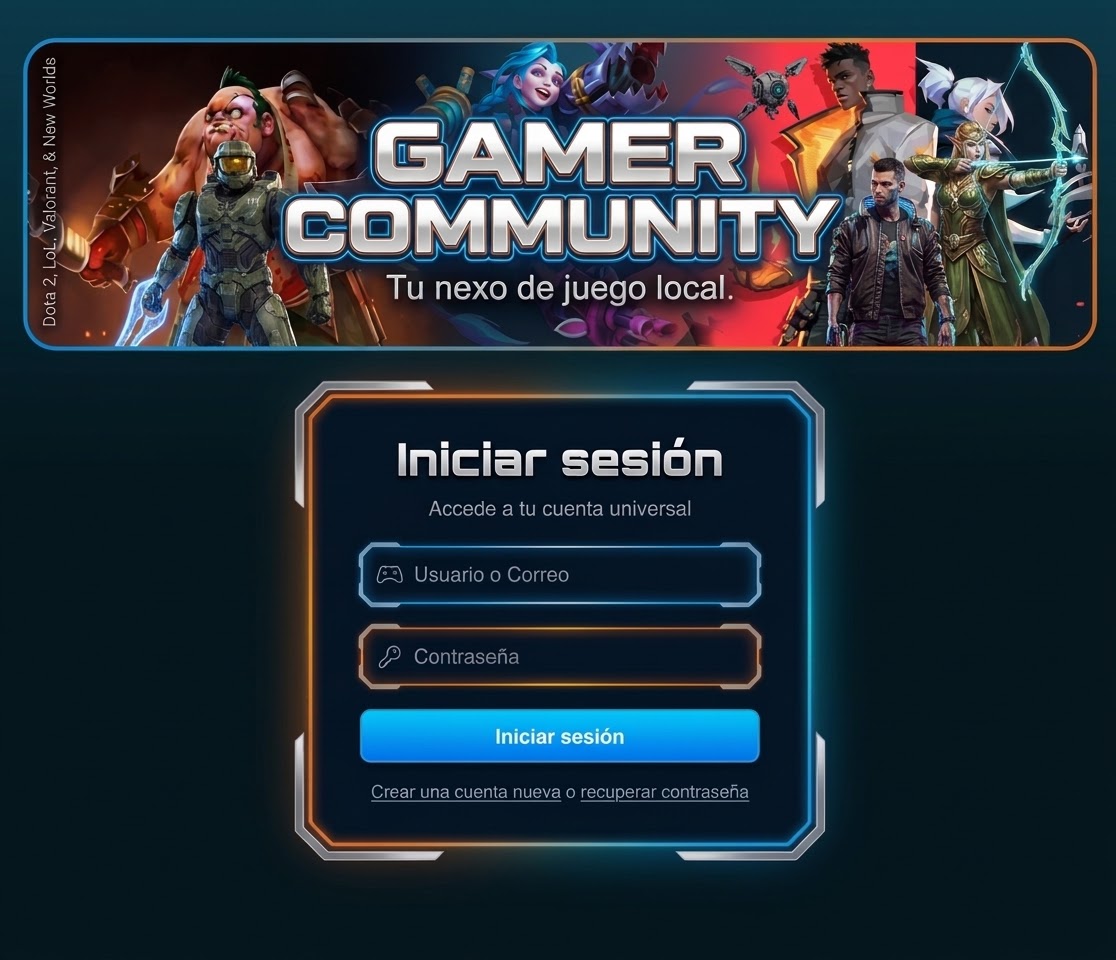 Dota 2, LoL, Valorant, & New Worlds
GAMER
COMMUNITY
Tu nexo de juego local.
Iniciar sesión
Accede a tu cuenta universal
Usuario o Correo
Contraseña
Iniciar sesión
Crear una cuenta nueva o recuperar contraseña